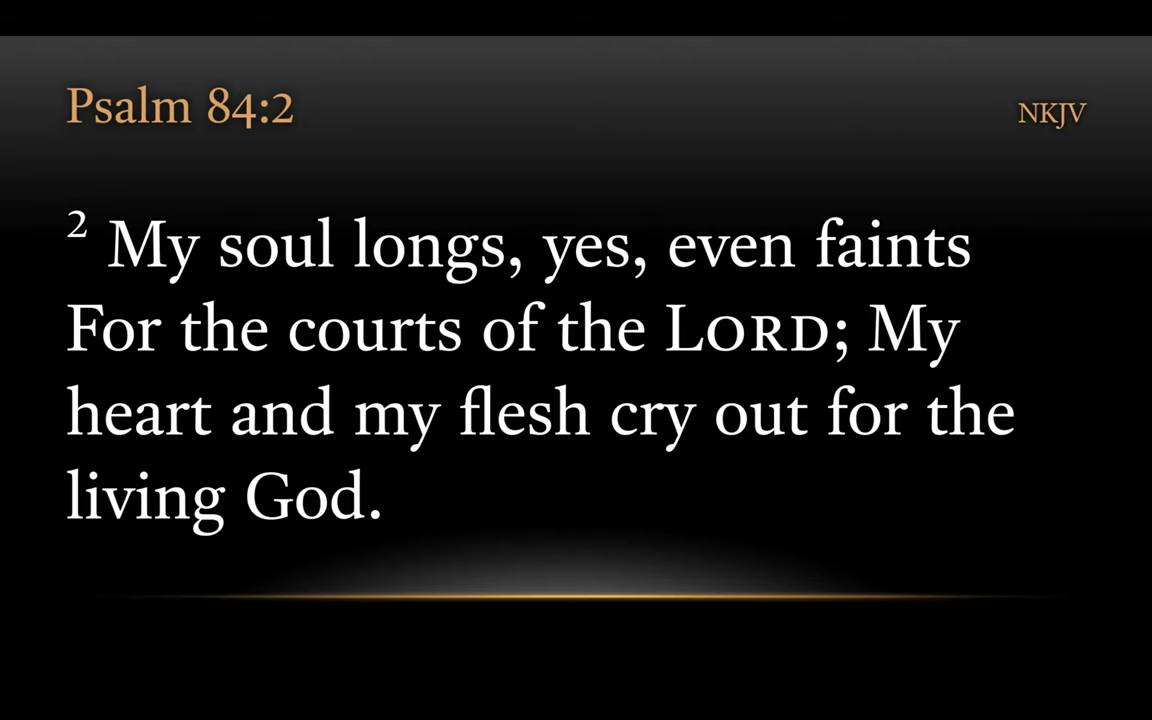 Psalm 84:2
NKJV
² My soul longs, yes, even faints
For the courts of the LORD; My
heart and my flesh cry out for the
living God.